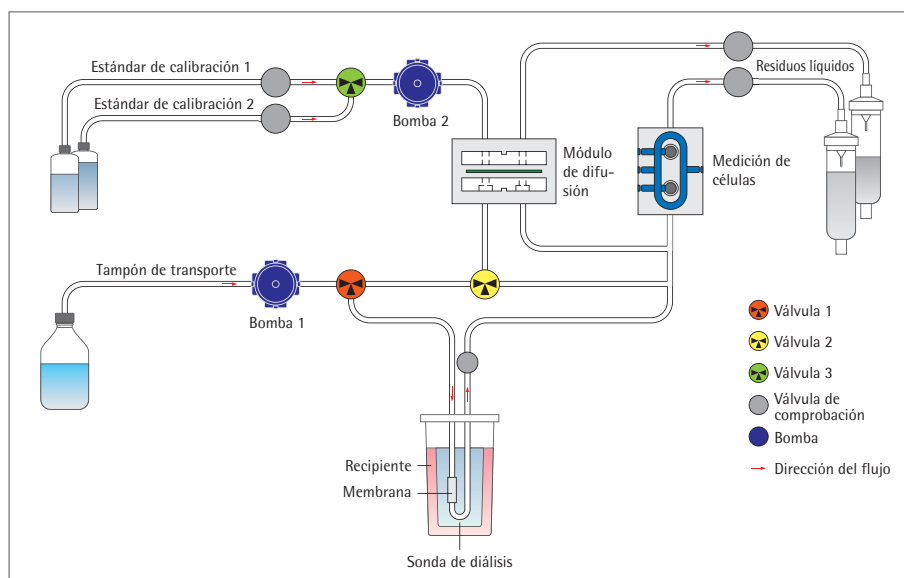 Estándar de calibración 1
Estándar de calibración 2
Bomba 2
Residuos líquidos
Módulo
de difu-
sión
Medición de
células
Tampón de transporte
Bomba 1
Válvula 1
Válvula 2
Válvula 3
Válvula de
comprobación
Bomba
Dirección del flujo
Recipiente
Membrana
Sonda de diálisis